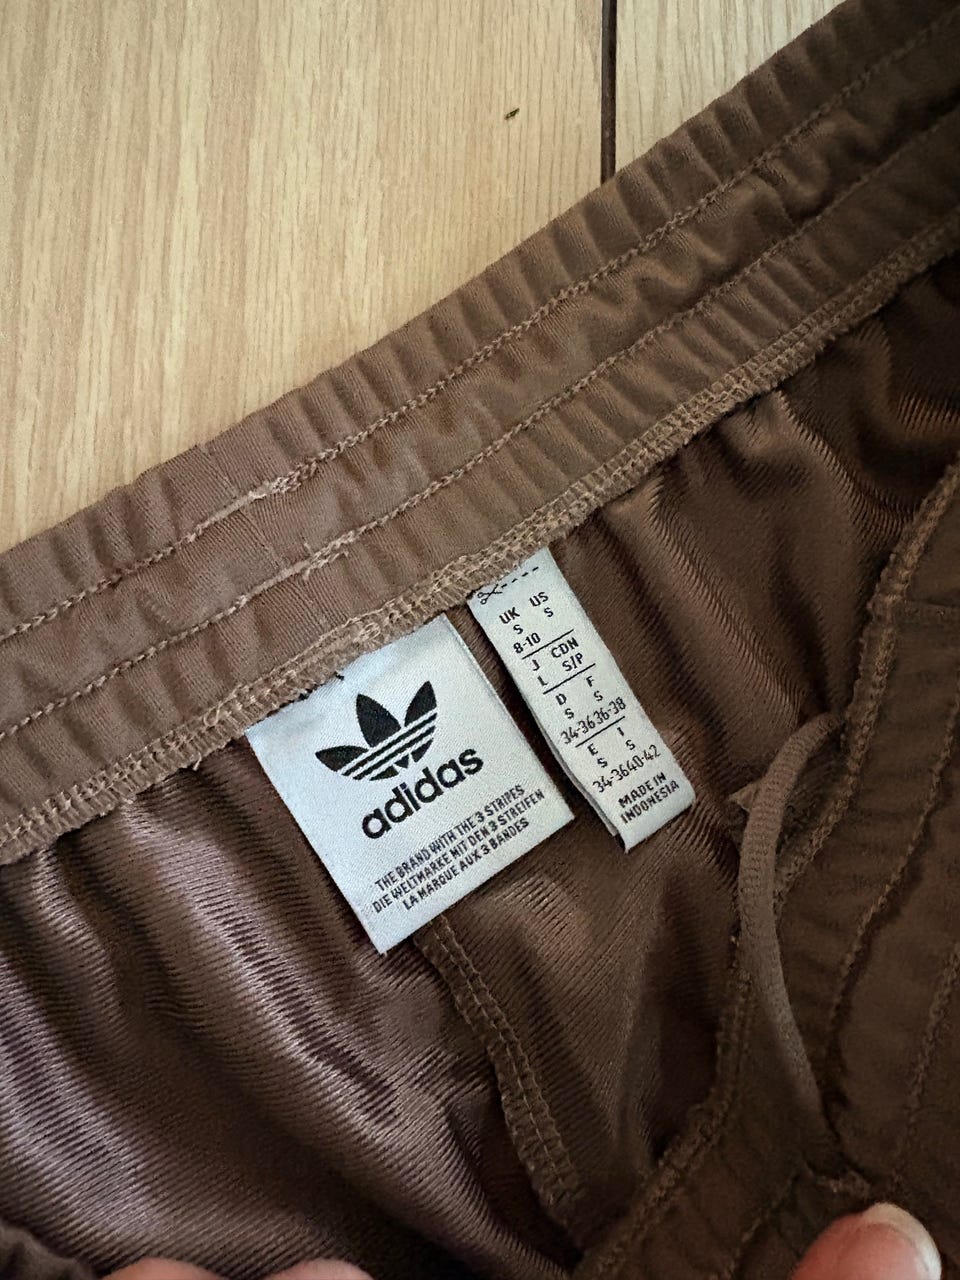 adidas
THE BRAND WITH THE 3 STRIPES
DIE WELTMARKE MIT DEN 3 STREIFEN
LA MARQUE AUX 3 BANDES
UK US
S S
8-10
J CDN
L S/P
D F
S S
34-36 36-38
E I
S S
34-36 40-42
MADE IN
INDONESIA